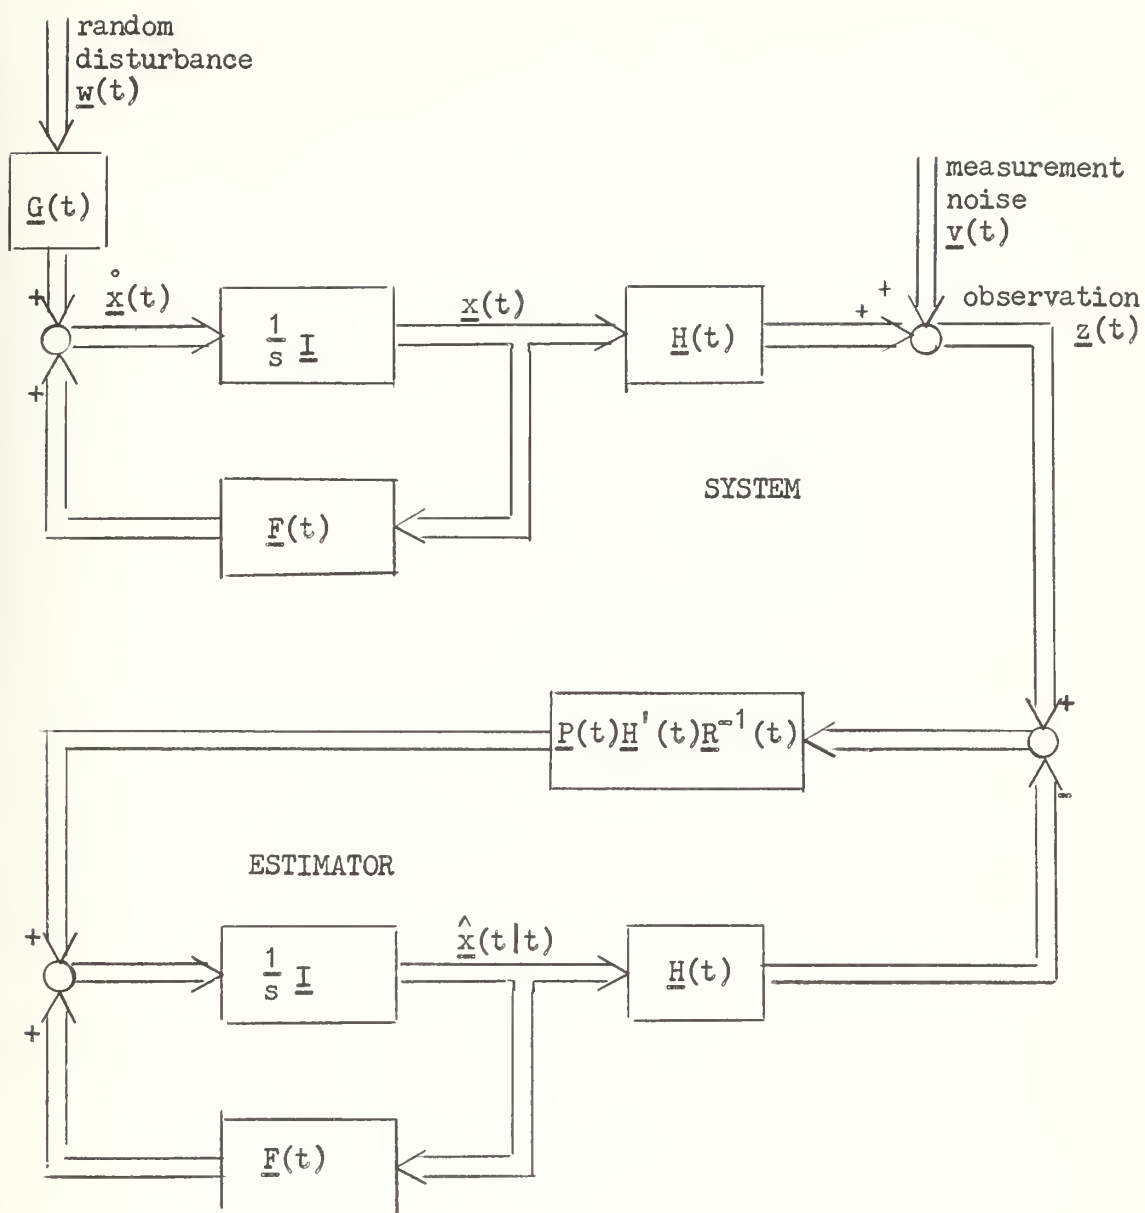 random
disturbance
w(t)
G(t)
measurement
noise
v(t)
+
ẋ(t)
1/s I
x(t)
H(t)
+
+
observation
z(t)
+
F(t)
SYSTEM
+
P(t)H'(t)R⁻¹(t)
-
ESTIMATOR
+
1/s I
x̂(t|t)
H(t)
+
F(t)